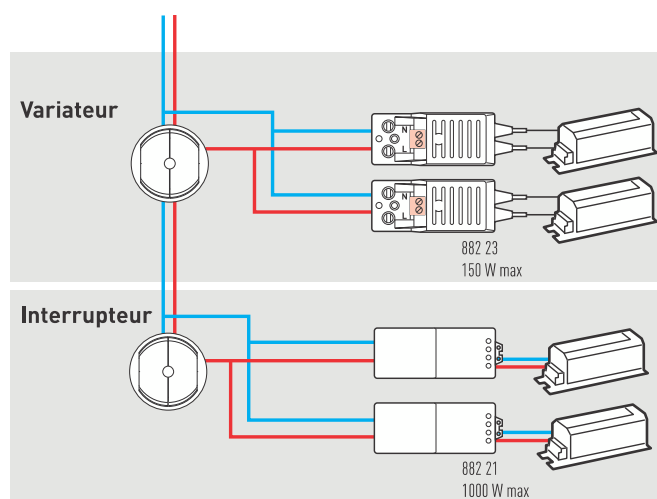 Variateur
N
L
N
L
882 23
150 W max
Interrupteur
882 21
1000 W max